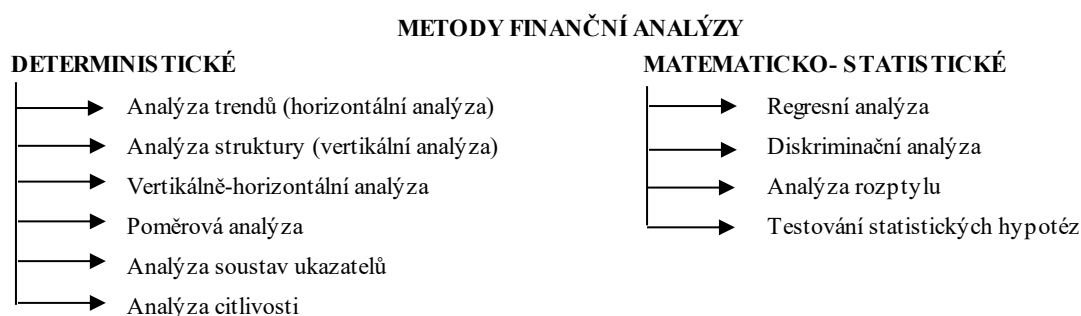 METODY FINANČNÍ ANALÝZY
DETERMINISTICKÉ
Analýza trendů (horizontální analýza)
Analýza struktury (vertikální analýza)
Vertikálně-horizontální analýza
Poměrová analýza
Analýza soustav ukazatelů
Analýza citlivosti
MATEMATICKO- STATISTICKÉ
Regresní analýza
Diskriminační analýza
Analýza rozptylu
Testování statistických hypotéz